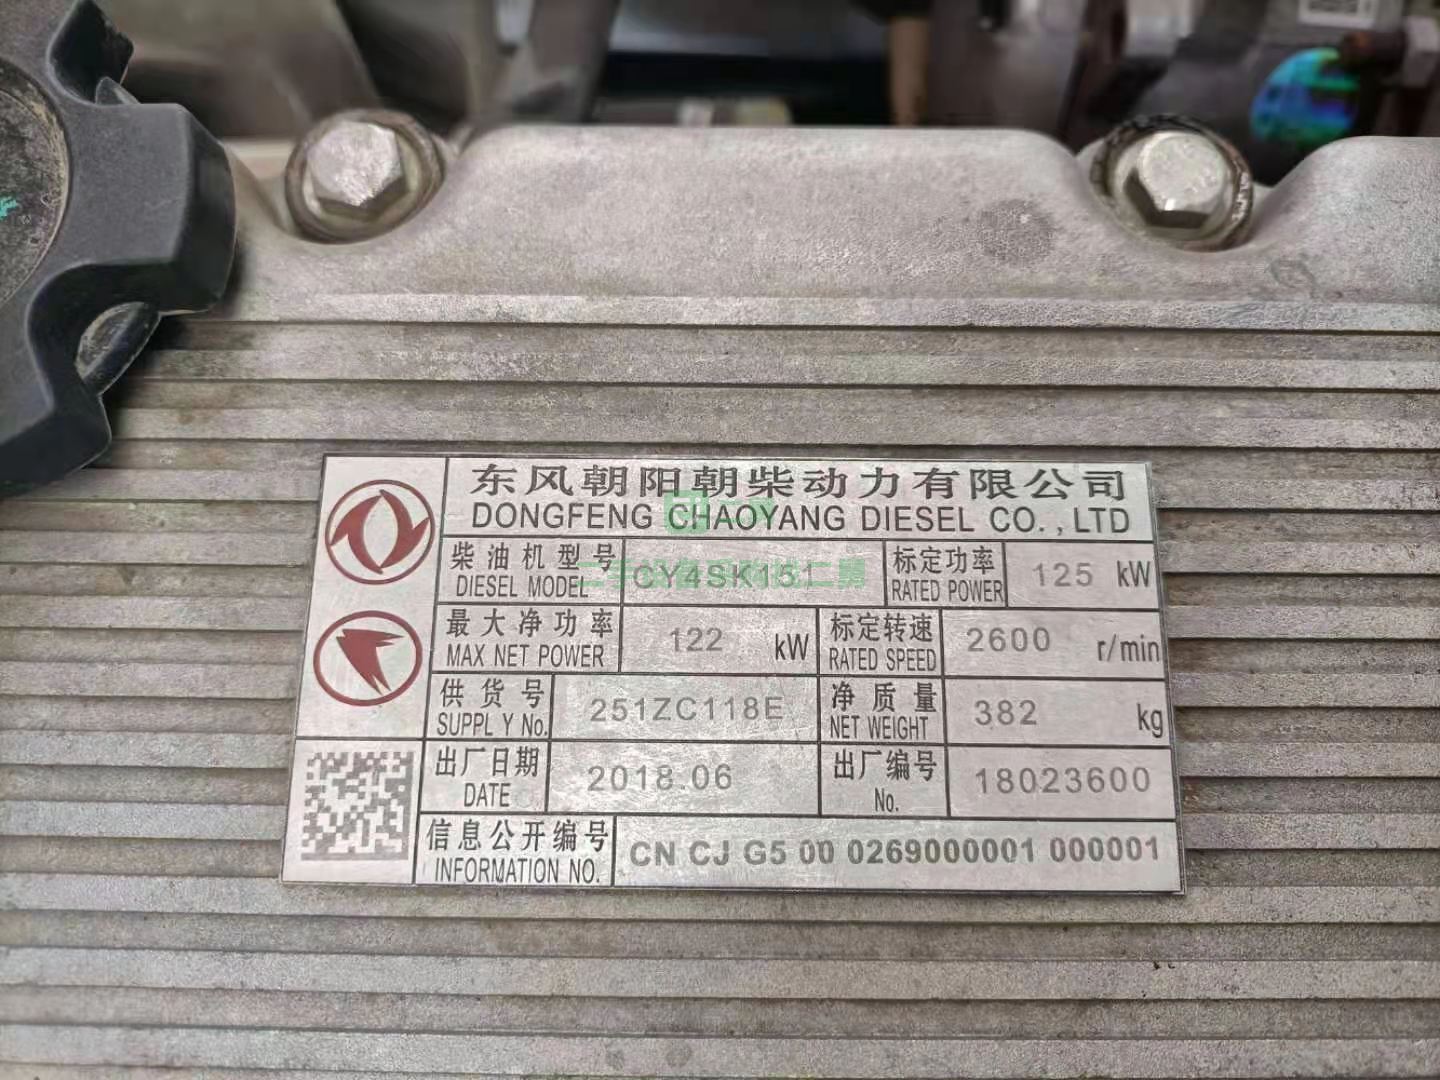 东风朝阳朝柴动力有限公司
DONGFENG CHAOYANG DIESEL CO.,LTD
柴油机型号 CY4SK151 标定功率 125 kW
DIESEL MODEL RATED POWER
最大净功率 122 kW 标定转速 2600 r/min
MAX NET POWER RATED SPEED
供货号 251ZC118E 净质量 382 kg
SUPPLY No. NET WEIGHT
出厂日期 2018.06 出厂编号 18023600
DATE No.
信息公开编号 CN CJ G5 00 0269000001 000001
INFORMATION NO.